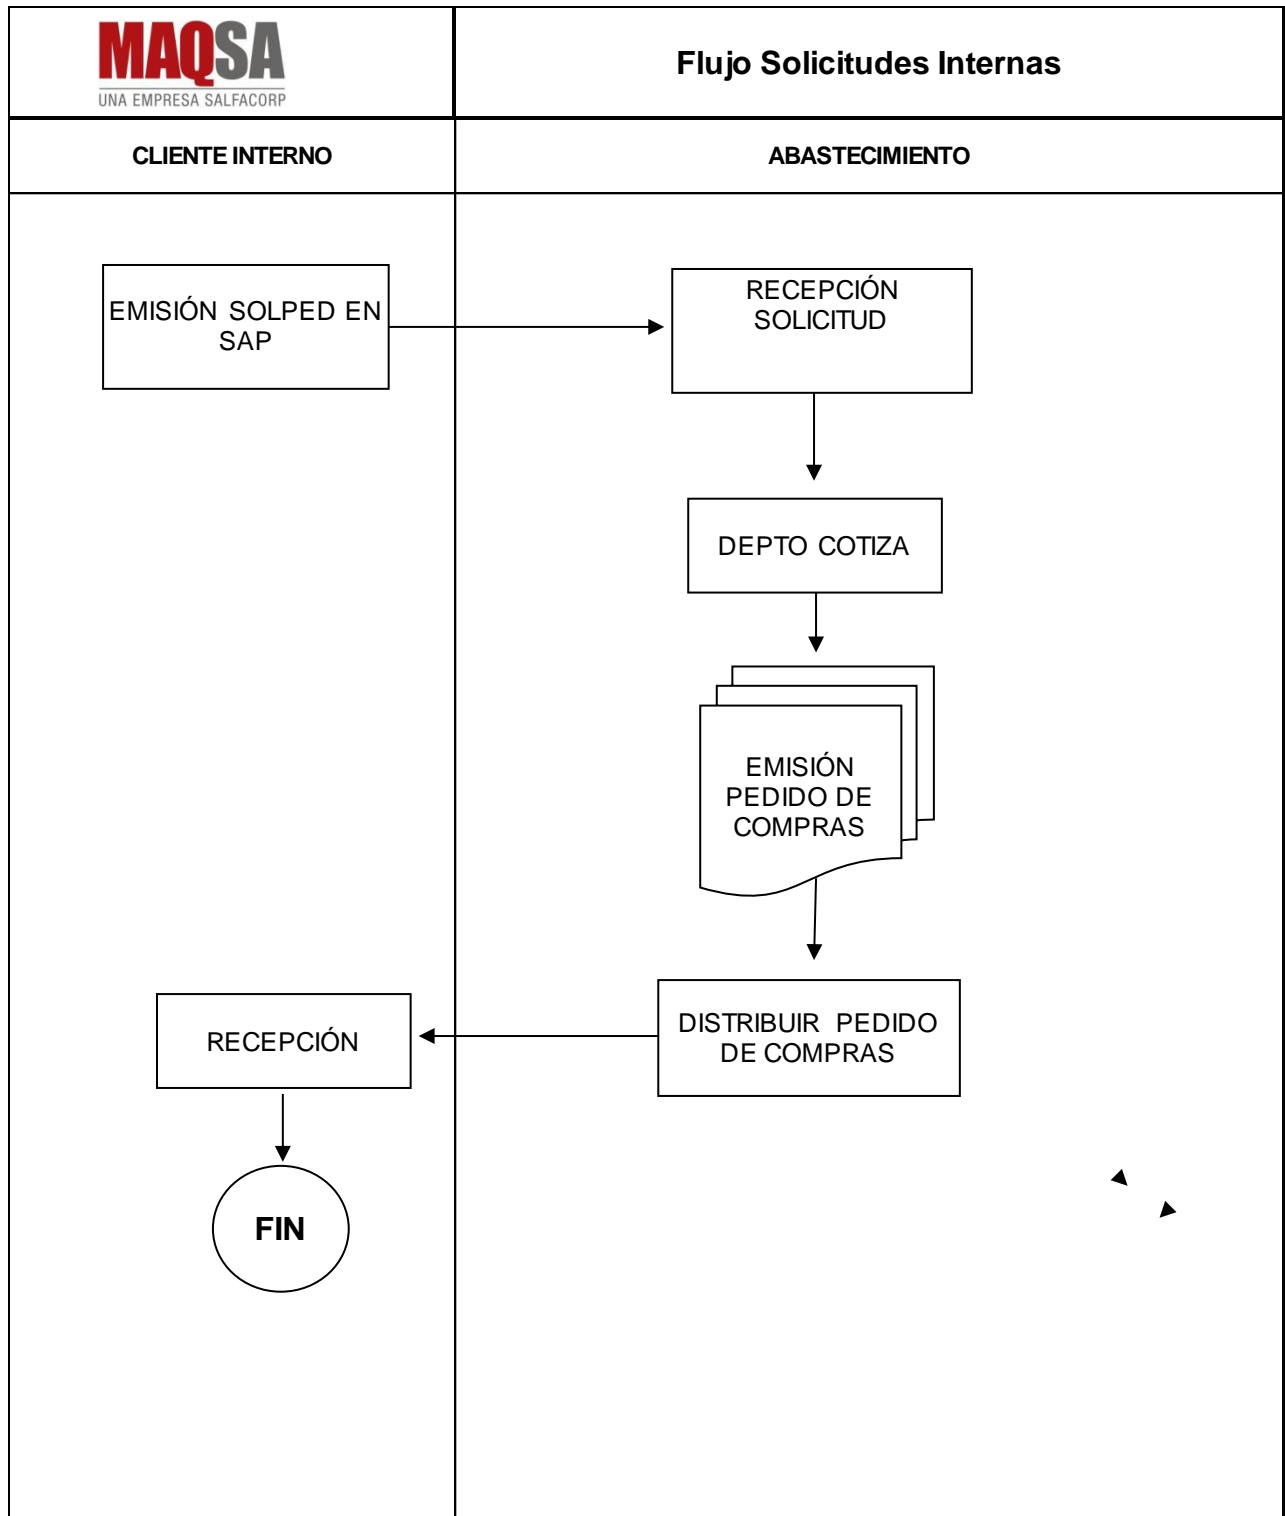 MAQSA
UNA EMPRESA SALFACORP
Flujo Solicitudes Internas
CLIENTE INTERNO
ABASTECIMIENTO
EMISIÓN SOLPED EN
SAP
RECEPCIÓN
SOLICITUD
DEPTO COTIZA
EMISIÓN
PEDIDO DE
COMPRAS
DISTRIBUIR PEDIDO
DE COMPRAS
RECEPCIÓN
FIN